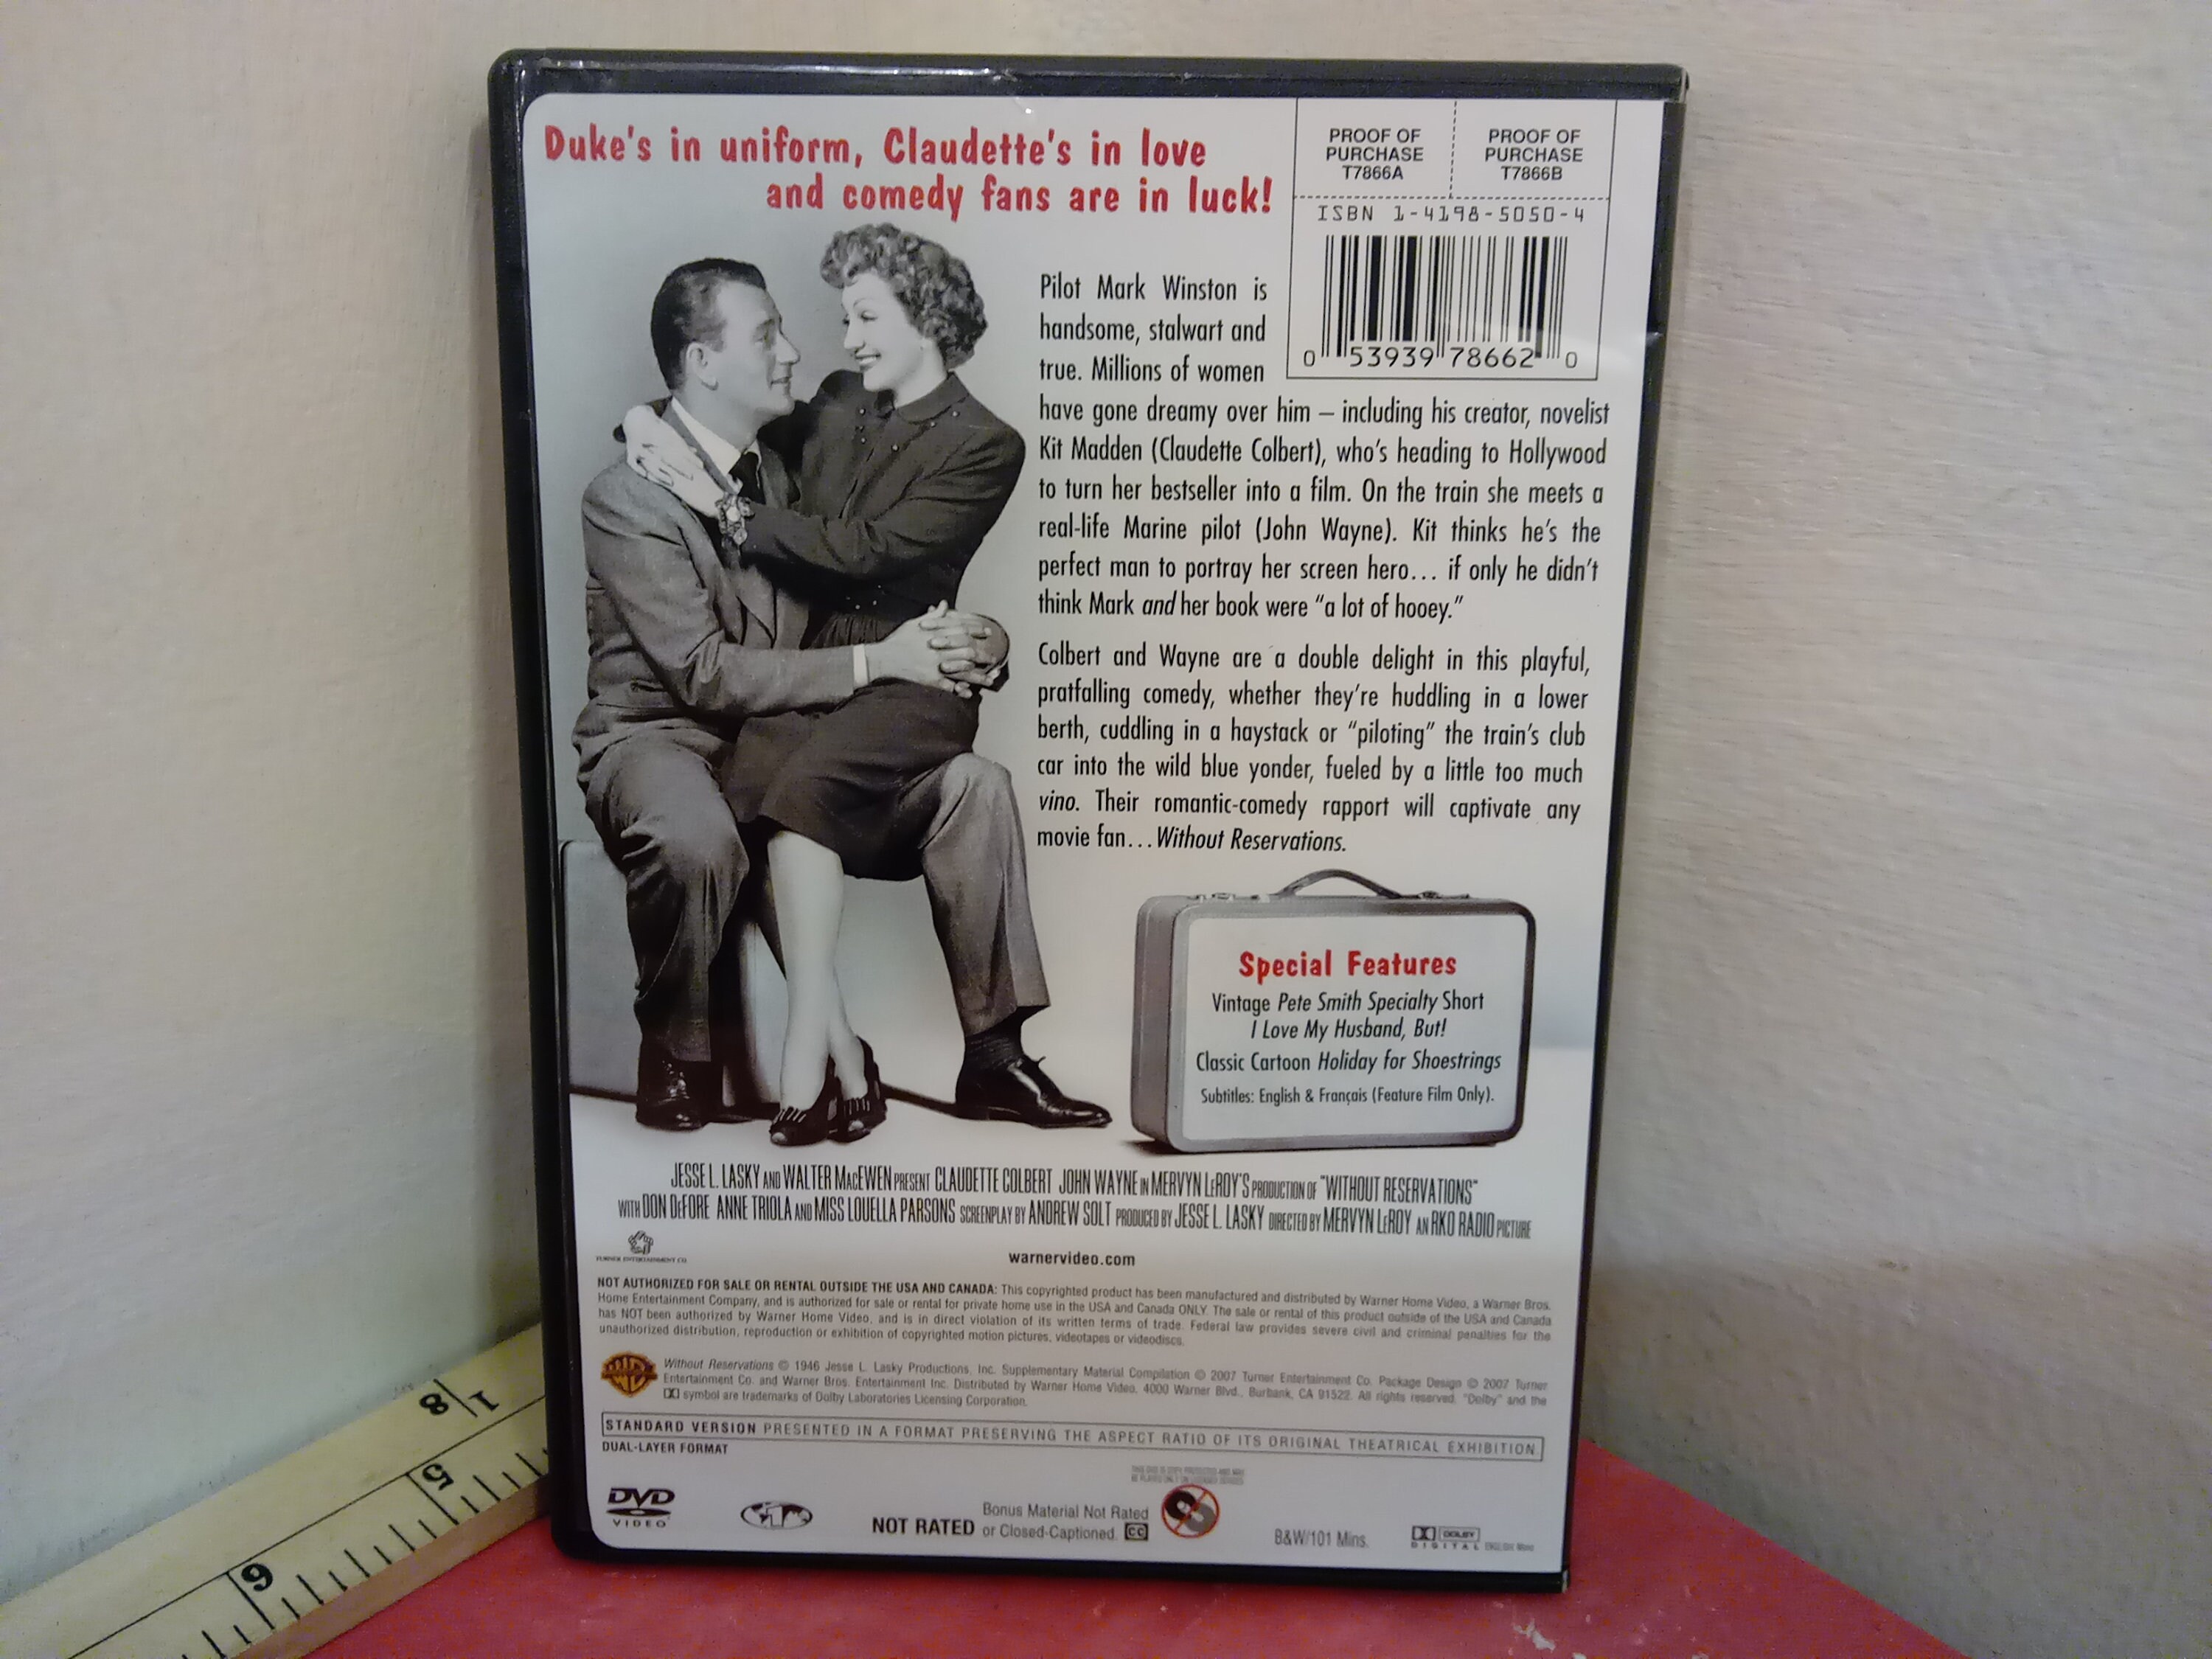 Duke's in uniform, Claudette's in love
and comedy fans are in luck!
PROOF OF
PURCHASE
T7866A
PROOF OF
PURCHASE
T7866B
ISBN 1-4198-5050-4
0 53939 78662 0
Pilot Mark Winston is
handsome, stalwart and
true. Millions of women
have gone dreamy over him – including his creator, novelist
Kit Madden (Claudette Colbert), who's heading to Hollywood
to turn her bestseller into a film. On the train she meets a
real-life Marine pilot (John Wayne). Kit thinks he's the
perfect man to portray her screen hero... if only he didn't
think Mark and her book were "a lot of hooey."
Colbert and Wayne are a double delight in this playful,
pratfalling comedy, whether they're huddling in a lower
berth, cuddling in a haystack or "piloting" the train's club
car into the wild blue yonder, fueled by a little too much
vino. Their romantic-comedy rapport will captivate any
movie fan...Without Reservations.
Special Features
Vintage Pete Smith Specialty Short
I Love My Husband, But!
Classic Cartoon Holiday for Shoestrings
Subtitles: English & Français (Feature Film Only).
JESSE L. LASKY AND WALTER MacEWEN PRESENT CLAUDETTE COLBERT JOHN WAYNE IN MERVYN LeROY'S PRODUCTION OF "WITHOUT RESERVATIONS"
WITH DON DeFORE ANNE TRIOLA AND MISS LOUELLA PARSONS SCREENPLAY BY ANDREW SOLT PRODUCED BY JESSE L. LASKY DIRECTED BY MERVYN LeROY AN RKO RADIO PICTURE
TURNER ENTERTAINMENT CO.
warnervideo.com
NOT AUTHORIZED FOR SALE OR RENTAL OUTSIDE THE USA AND CANADA: This copyrighted product has been manufactured and distributed by Warner Home Video, a Warner Bros.
Home Entertainment Company, and is authorized for sale or rental for private home use in the USA and Canada ONLY. The sale or rental of this product outside of the USA and Canada
has NOT been authorized by Warner Home Video, and is in direct violation of its written terms of trade. Federal law provides severe civil and criminal penalties for the
unauthorized distribution, reproduction or exhibition of copyrighted motion pictures, videotapes or videodiscs.
Without Reservations © 1946 Jesse L. Lasky Productions, Inc. Supplementary Material Compilation © 2007 Turner Entertainment Co. Package Design © 2007 Turner
Entertainment Co. and Warner Bros. Entertainment Inc. Distributed by Warner Home Video, 4000 Warner Blvd., Burbank, CA 91522. All rights reserved. "Dolby" and the
symbol are trademarks of Dolby Laboratories Licensing Corporation.
STANDARD VERSION PRESENTED IN A FORMAT PRESERVING THE ASPECT RATIO OF ITS ORIGINAL THEATRICAL EXHIBITION
DUAL-LAYER FORMAT
DVD
VIDEO
1
NOT RATED
Bonus Material Not Rated
or Closed-Captioned. CC
B&W/101 Mins.
DOLBY
DIGITAL
8 1
5
6